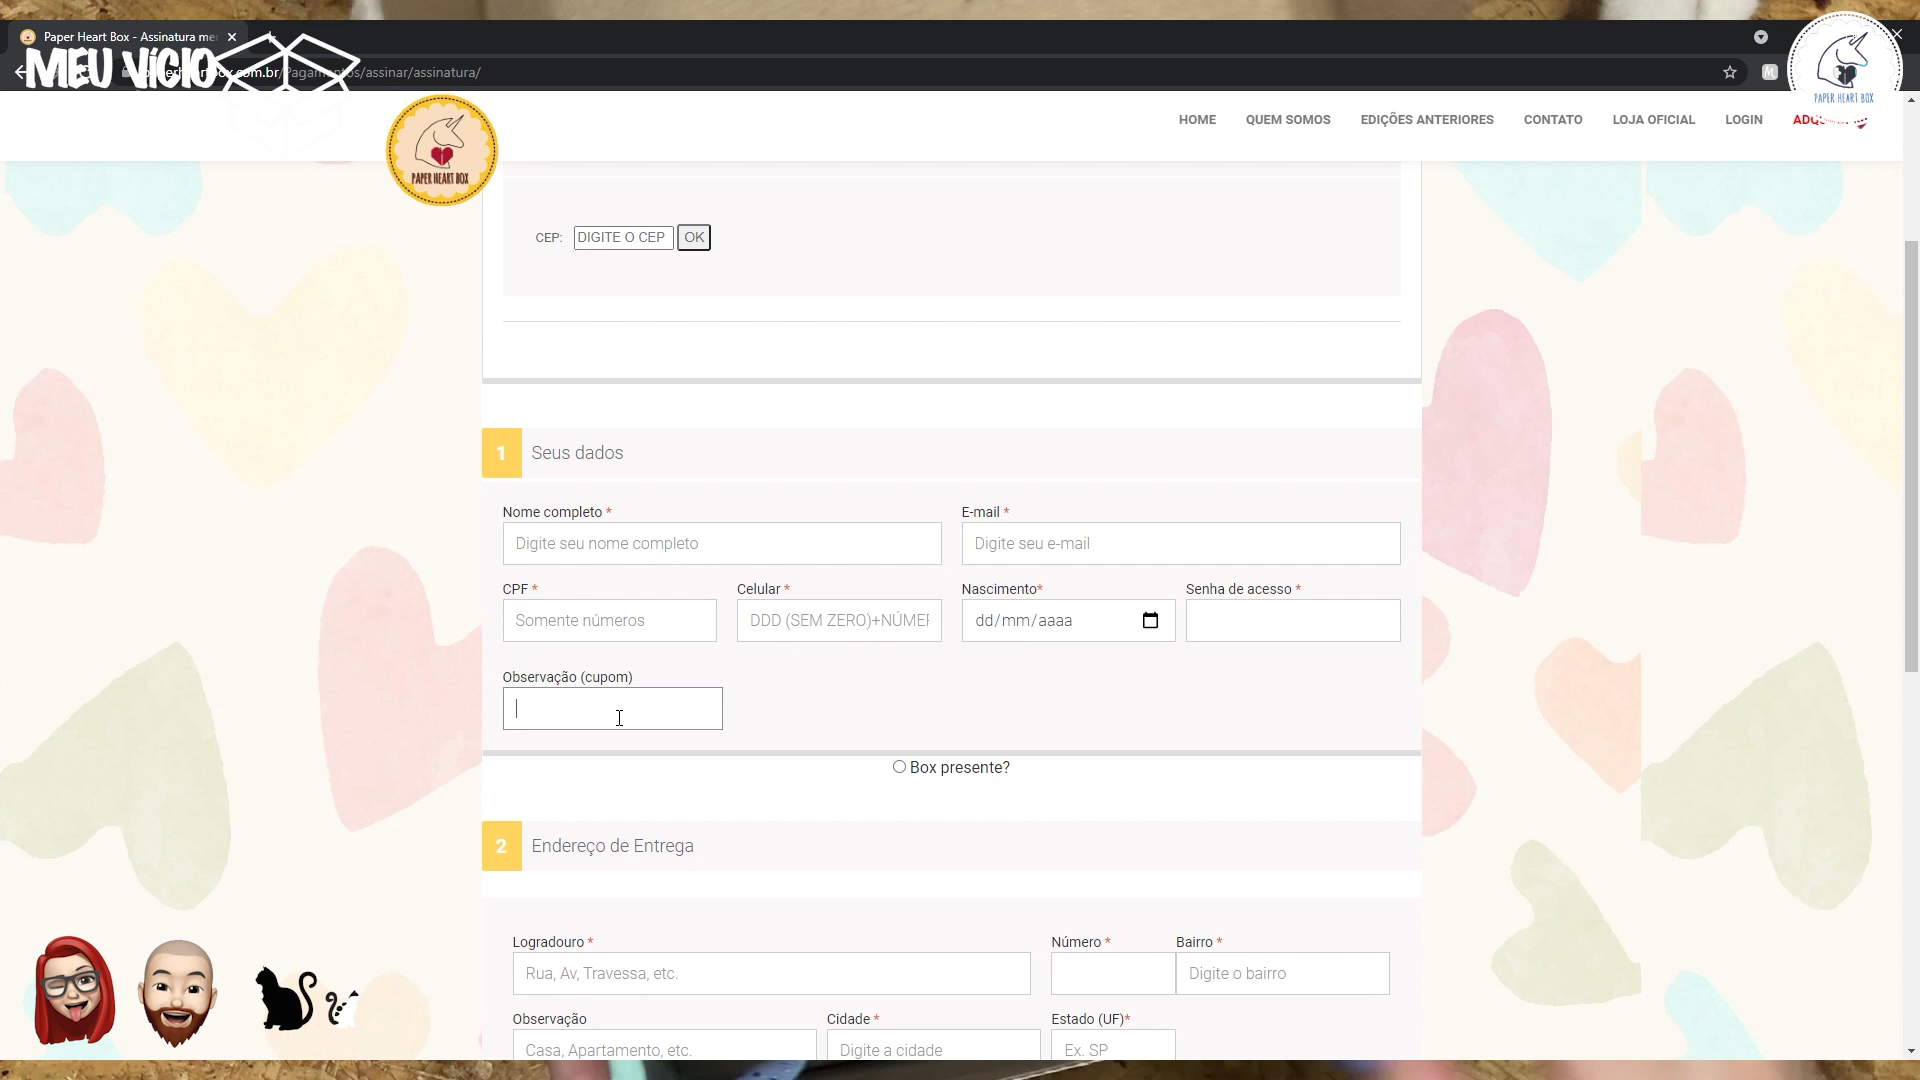 Paper Heart Box - Assinatura me
MEU VÍCIO
.com.br/Pagamentos/assinar/assinatura/
PAPER HEART BOX
PAPER HEART BOX
HOME QUEM SOMOS EDIÇÕES ANTERIORES CONTATO LOJA OFICIAL LOGIN
CEP: DIGITE O CEP OK
1 Seus dados
Nome completo * E-mail *
Digite seu nome completo Digite seu e-mail
CPF * Celular * Nascimento* Senha de acesso *
Somente números DDD (SEM ZERO)+NÚMER dd/mm/aaaa
Observação (cupom)
Box presente?
2 Endereço de Entrega
Logradouro * Número * Bairro *
Rua, Av, Travessa, etc. Digite o bairro
Observação Cidade * Estado (UF)*
Casa, Apartamento, etc. Digite a cidade Ex. SP